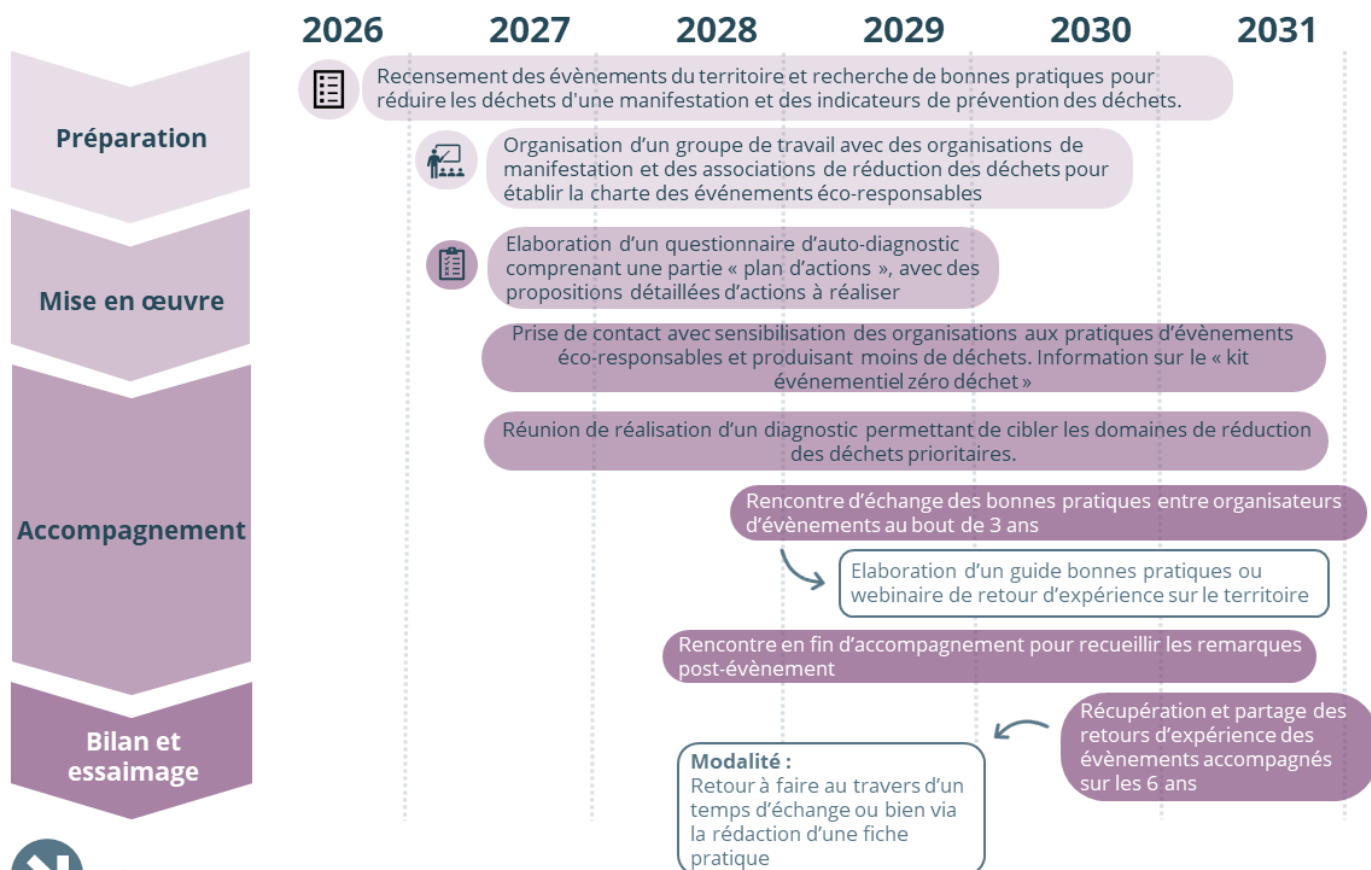 2026 2027 2028 2029 2030 2031
Préparation
Recensement des évènements du territoire et recherche de bonnes pratiques pour
réduire les déchets d'une manifestation et des indicateurs de prévention des déchets.
Organisation d’un groupe de travail avec des organisations de
manifestation et des associations de réduction des déchets pour
établir la charte des événements éco-responsables
Mise en œuvre
Elaboration d’un questionnaire d’auto-diagnostic
comprenant une partie « plan d’actions », avec des
propositions détaillées d’actions à réaliser
Prise de contact avec sensibilisation des organisations aux pratiques d’évènements
éco-responsables et produisant moins de déchets. Information sur le « kit
événementiel zéro déchet »
Accompagnement
Réunion de réalisation d’un diagnostic permettant de cibler les domaines de réduction
des déchets prioritaires.
Rencontre d’échange des bonnes pratiques entre organisateurs
d’évènements au bout de 3 ans
Elaboration d’un guide bonnes pratiques ou
webinaire de retour d’expérience sur le territoire
Rencontre en fin d’accompagnement pour recueillir les remarques
post-évènement
Bilan et
essaimage
Récupération et partage des
retours d’expérience des
évènements accompagnés
sur les 6 ans
Modalité :
Retour à faire au travers d’un
temps d’échange ou bien via
la rédaction d’une fiche
pratique